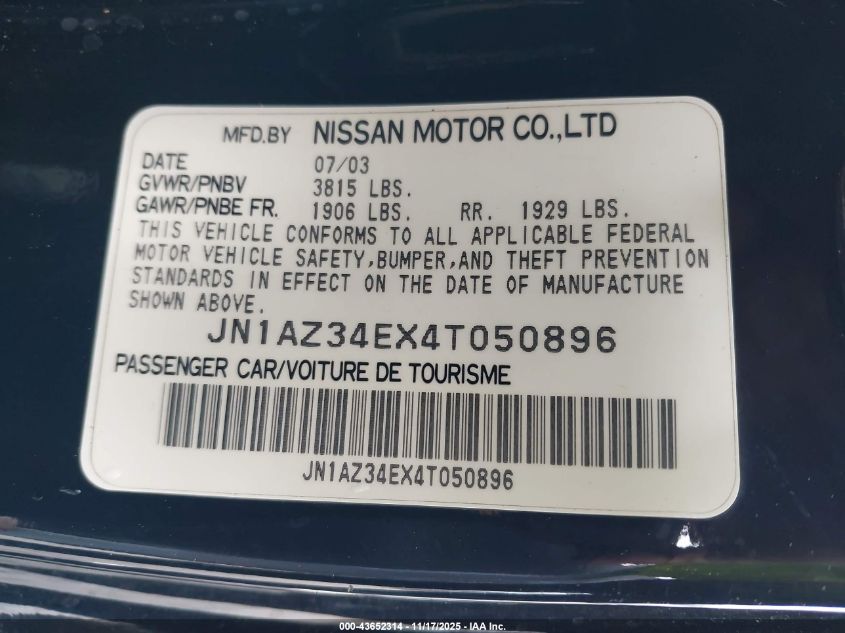 MFD.BY NISSAN MOTOR CO.,LTD
DATE 07/03
GVWR/PNBV 3815 LBS.
GAWR/PNBE FR. 1906 LBS. RR. 1929 LBS.
THIS VEHICLE CONFORMS TO ALL APPLICABLE FEDERAL
MOTOR VEHICLE SAFETY,BUMPER,AND THEFT PREVENTION
STANDARDS IN EFFECT ON THE DATE OF MANUFACTURE
SHOWN ABOVE.
JN1AZ34EX4T050896
PASSENGER CAR/VOITURE DE TOURISME
JN1AZ34EX4T050896
000-43652314 - 11/17/2025 - IAA Inc.